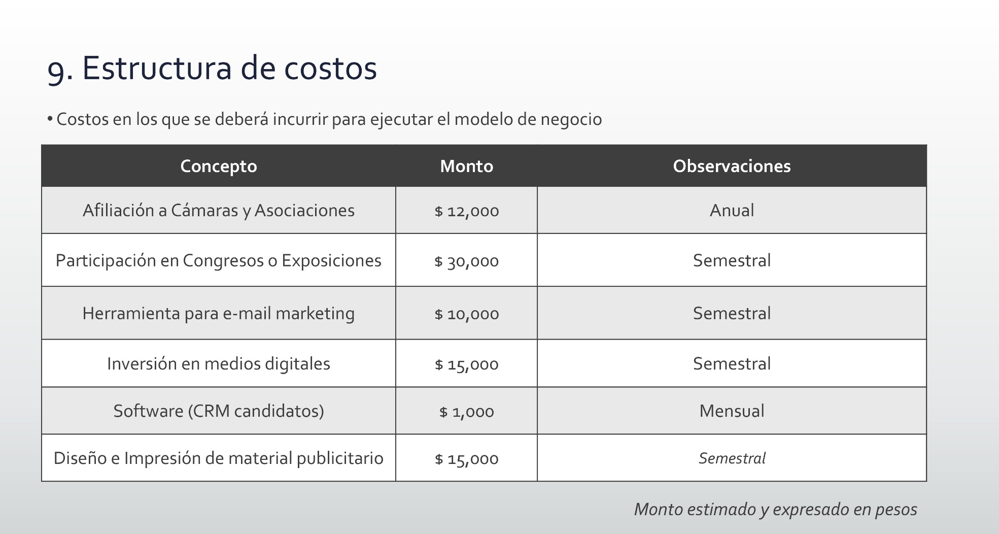 9. Estructura de costos
• Costos en los que se deberá incurrir para ejecutar el modelo de negocio
Concepto Monto Observaciones
Afiliación a Cámaras y Asociaciones $ 12,000 Anual
Participación en Congresos o Exposiciones $ 30,000 Semestral
Herramienta para e-mail marketing $ 10,000 Semestral
Inversión en medios digitales $ 15,000 Semestral
Software (CRM candidatos) $ 1,000 Mensual
Diseño e Impresión de material publicitario $ 15,000 Semestral
Monto estimado y expresado en pesos